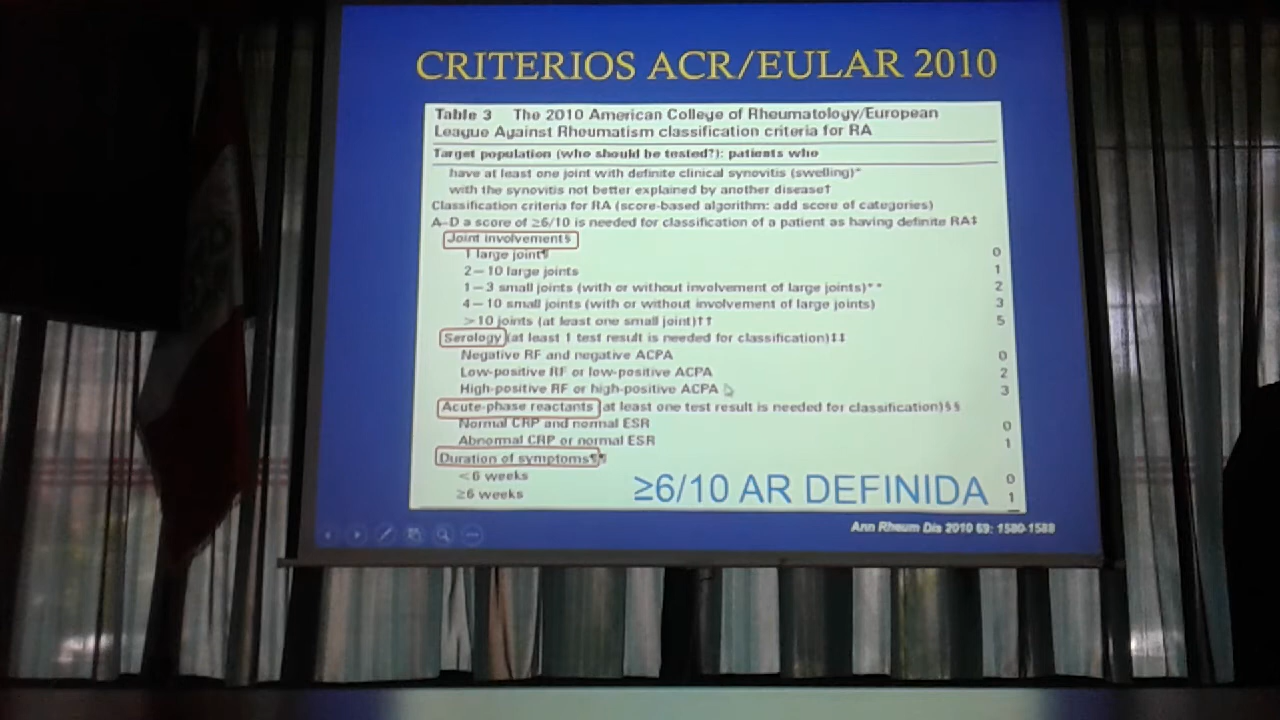 CRITERIOS ACR/EULAR 2010
Table 3 The 2010 American College of Rheumatology/European
League Against Rheumatism classification criteria for RA
Target population (who should be tested?): patients who
have at least one joint with definite clinical synovitis (swelling)*
with the synovitis not better explained by another disease†
Classification criteria for RA (score-based algorithm: add score of categories)
A–D a score of ≥6/10 is needed for classification of a patient as having definite RA‡
Joint involvement§
1 large joint¶ 0
2–10 large joints 1
1–3 small joints (with or without involvement of large joints)** 2
4–10 small joints (with or without involvement of large joints) 3
>10 joints (at least one small joint)†† 5
Serology (at least 1 test result is needed for classification)‡‡
Negative RF and negative ACPA 0
Low-positive RF or low-positive ACPA 2
High-positive RF or high-positive ACPA 3
Acute-phase reactants (at least one test result is needed for classification)§§
Normal CRP and normal ESR 0
Abnormal CRP or normal ESR 1
Duration of symptoms¶¶
<6 weeks 0
≥6 weeks 1
≥6/10 AR DEFINIDA
Ann Rheum Dis 2010 69: 1580-1588